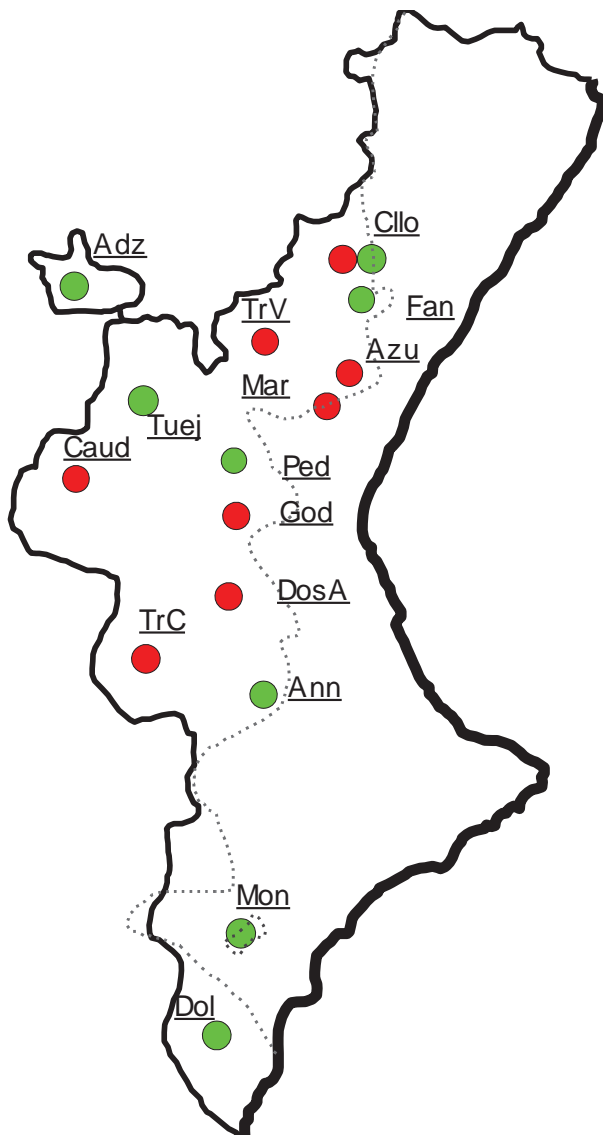 Cllo
Adz
Fan
TrV
Azu
Mar
Tuej
Caud
Ped
God
DosA
TrC
Ann
Mon
Dol